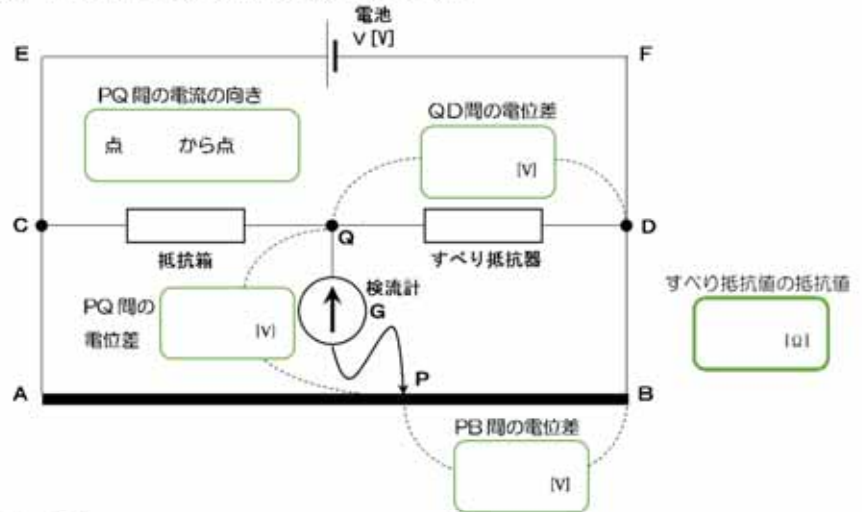 電池
V [V]
E
F
PQ間の電流の向き
点 から点
QD間の電位差
[V]
C
Q
D
抵抗箱
すべり抵抗器
検流計
G
すべり抵抗値の抵抗値
[Ω]
PQ間の
電位差
[V]
A
P
B
PB間の電位差
[V]